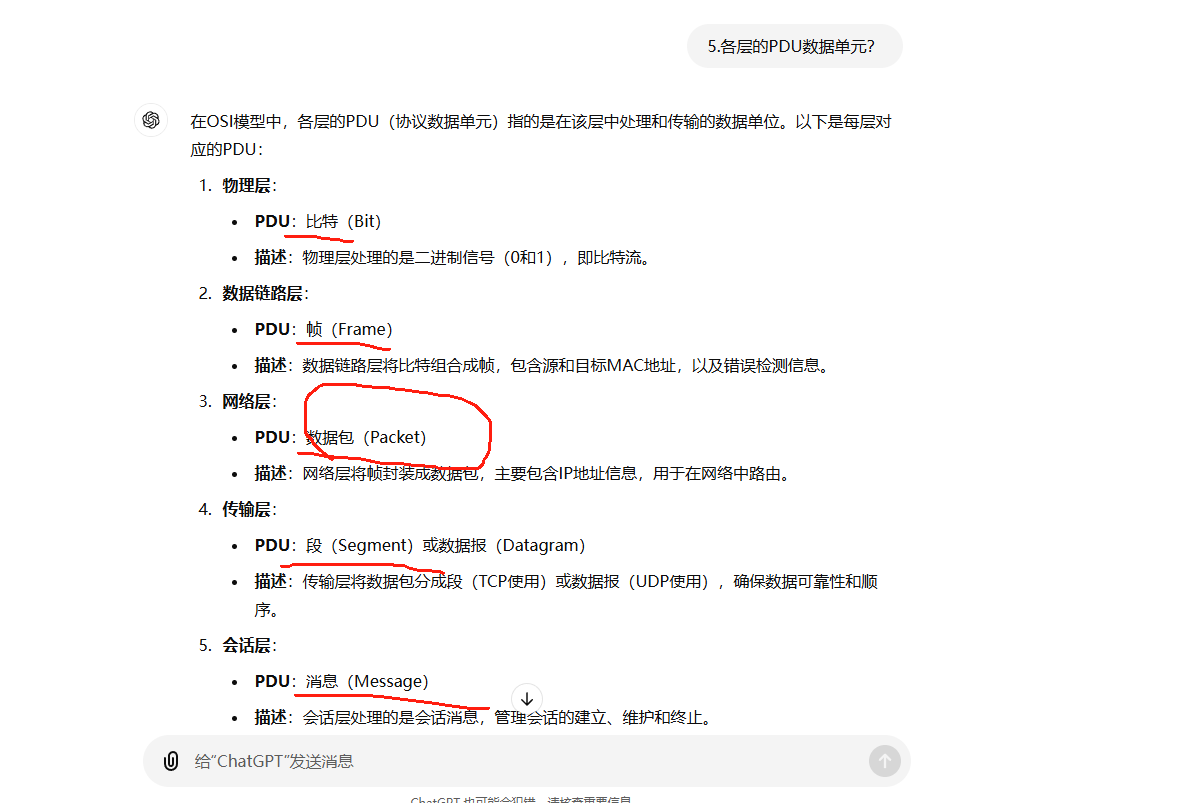 5.各层的PDU数据单元？
在OSI模型中，各层的PDU（协议数据单元）指的是在该层中处理和传输的数据单位。以下是每层对
应的PDU：
1. 物理层：
• PDU：比特（Bit）
• 描述：物理层处理的是二进制信号（0和1），即比特流。
2. 数据链路层：
• PDU：帧（Frame）
• 描述：数据链路层将比特组合成帧，包含源和目标MAC地址，以及错误检测信息。
3. 网络层：
• PDU：数据包（Packet）
• 描述：网络层将帧封装成数据包，主要包含IP地址信息，用于在网络中路由。
4. 传输层：
• PDU：段（Segment）或数据报（Datagram）
• 描述：传输层将数据包分成段（TCP使用）或数据报（UDP使用），确保数据可靠性和顺
序。
5. 会话层：
• PDU：消息（Message）
• 描述：会话层处理的是会话消息，管理会话的建立、维护和终止。
给“ChatGPT”发送消息
ChatGPT 也可能会犯错。请核查重要信息。